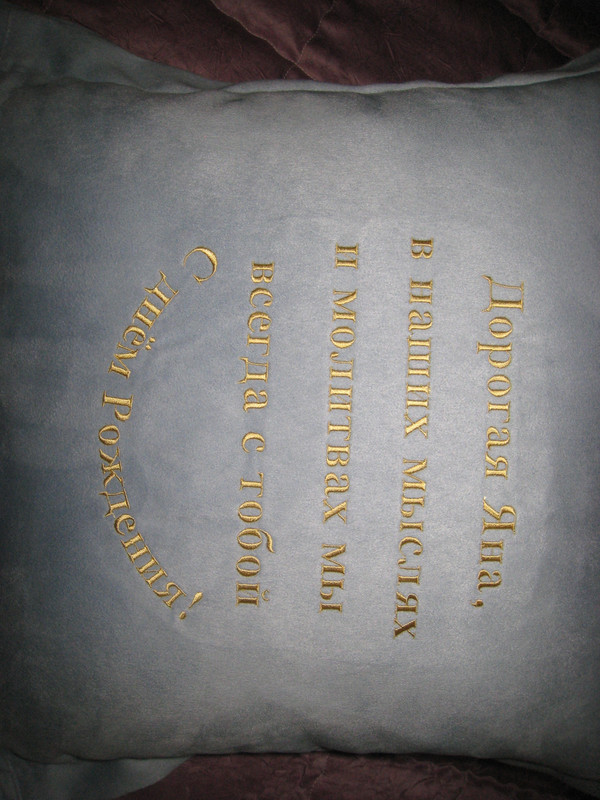 Дорогая Яна,
в наших мыслях
и молитвах мы
всегда с тобой
С днём Рождения!